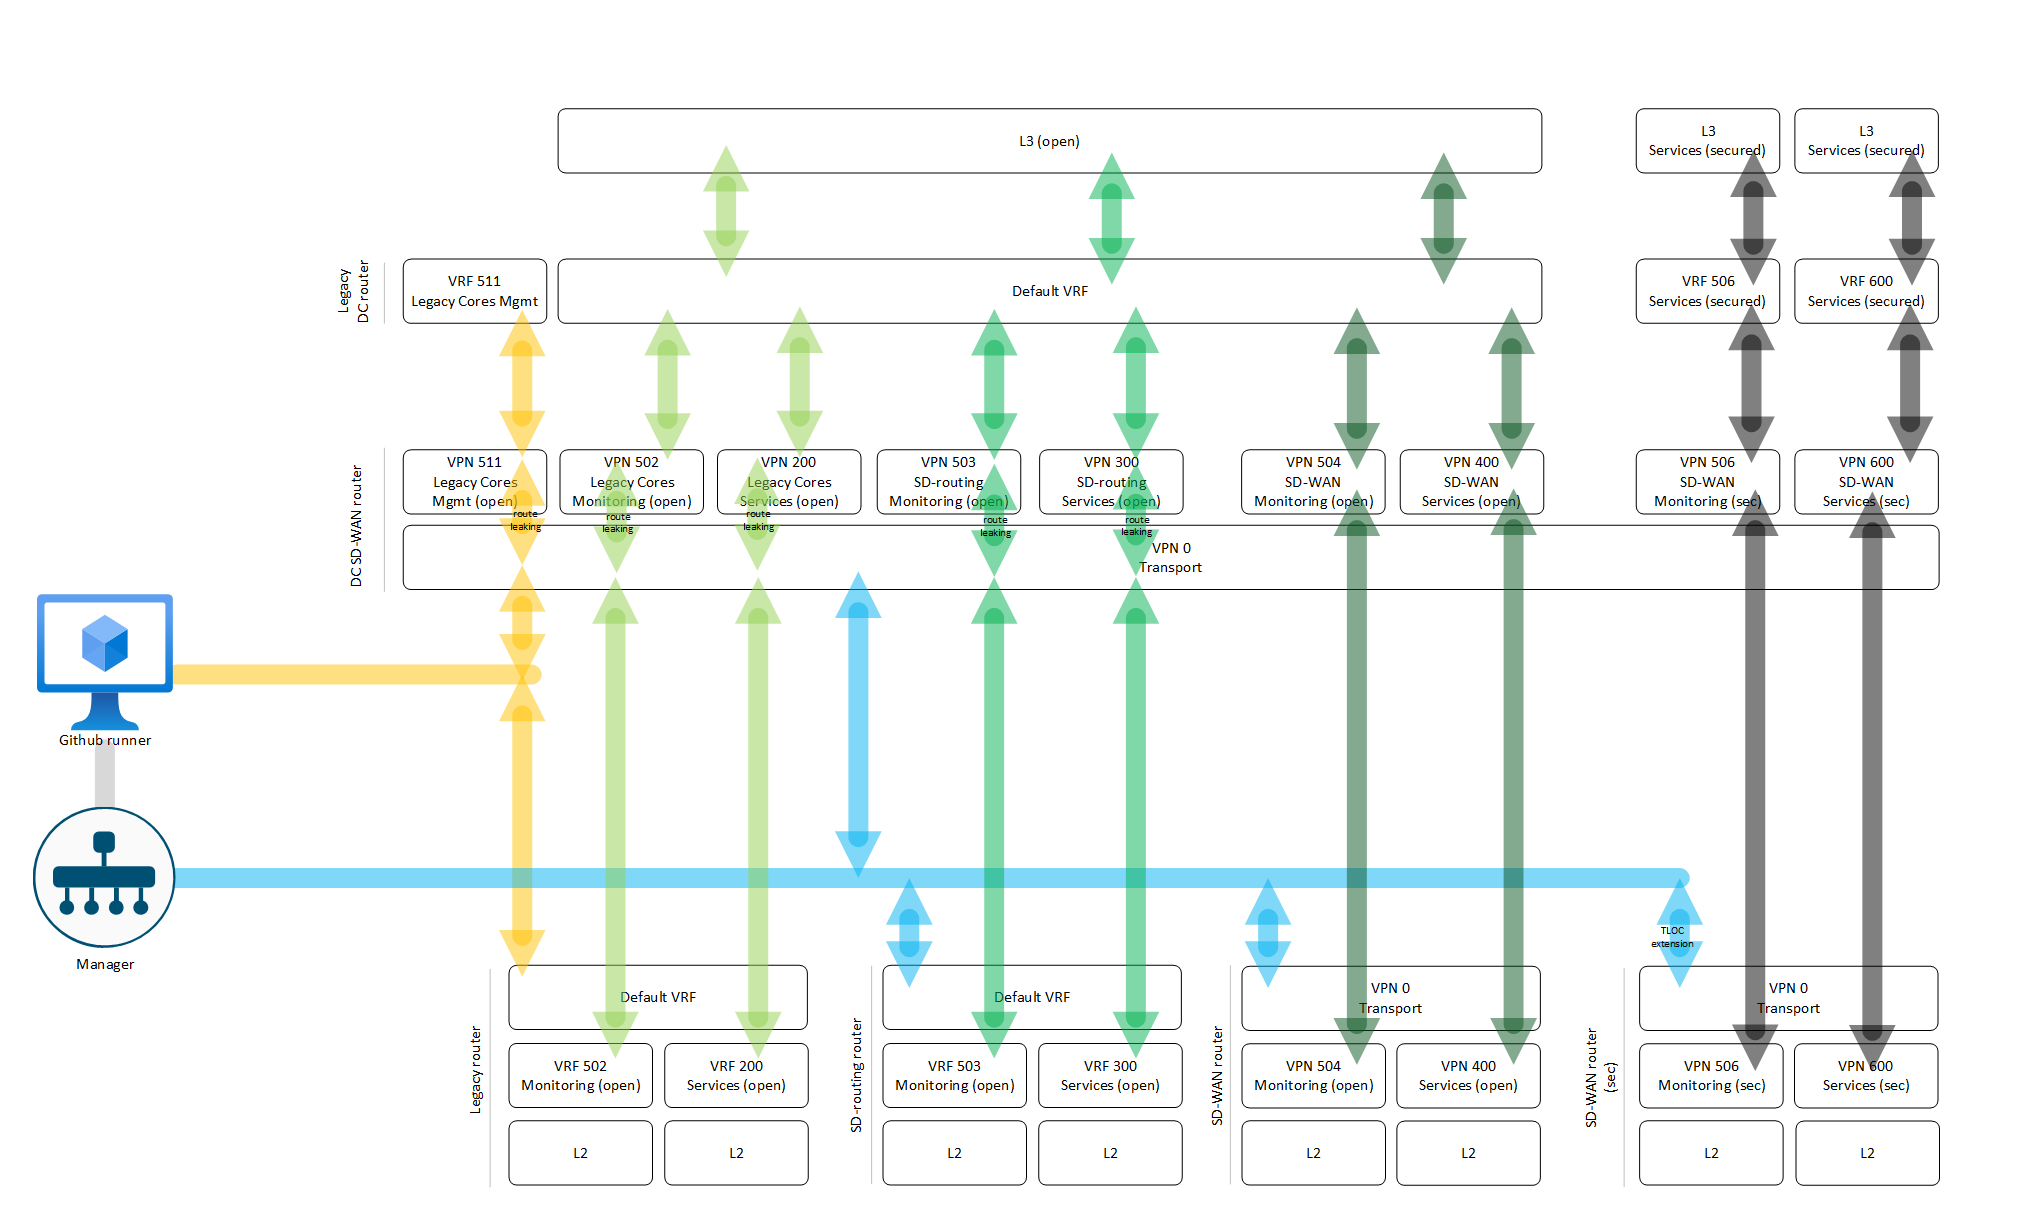 L3 (open)
L3
Services (secured)
L3
Services (secured)
Legacy
DC router
VRF 511
Legacy Cores Mgmt
Default VRF
VRF 506
Services (secured)
VRF 600
Services (secured)
DC SD-WAN router
VPN 511
Legacy Cores
Mgmt (open)
VPN 502
Legacy Cores
Monitoring (open)
VPN 200
Legacy Cores
Services (open)
VPN 503
SD-routing
Monitoring (open)
VPN 300
SD-routing
Services (open)
VPN 504
SD-WAN
Monitoring (open)
VPN 400
SD-WAN
Services (open)
VPN 506
SD-WAN
Monitoring (sec)
VPN 600
SD-WAN
Services (sec)
route
leaking
route
leaking
route
leaking
route
leaking
route
leaking
VPN 0
Transport
Github runner
Manager
TLOC
extension
Legacy router
Default VRF
VRF 502
Monitoring (open)
VRF 200
Services (open)
L2
L2
SD-routing router
Default VRF
VRF 503
Monitoring (open)
VRF 300
Services (open)
L2
L2
SD-WAN router
VPN 0
Transport
VPN 504
Monitoring (open)
VPN 400
Services (open)
L2
L2
SD-WAN router
(sec)
VPN 0
Transport
VPN 506
Monitoring (sec)
VPN 600
Services (sec)
L2
L2